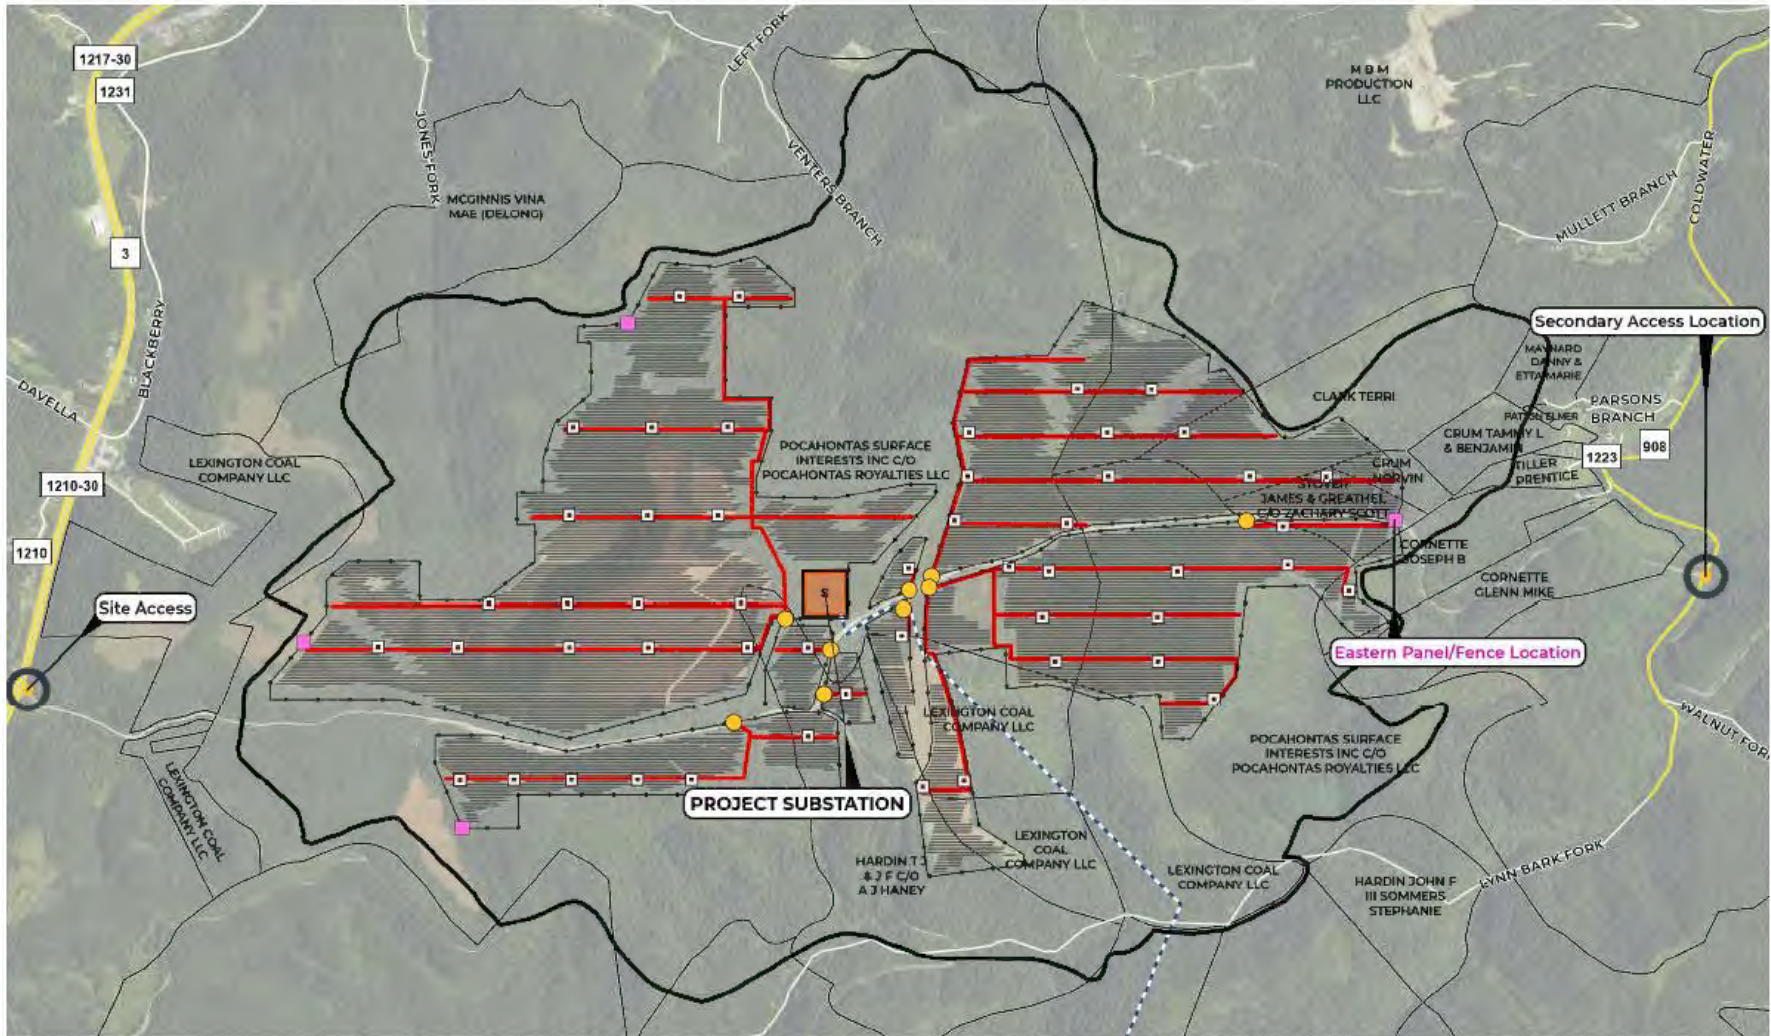 1217-30
1231
LEFT FORK
M B M
PRODUCTION
LLC
JONES FORK
VENTERS BRANCH
COLDWATER
MULLETT BRANCH
MCGINNIS VINA
MAE (DELONG)
3
BLACKBERRY
DAVELLA
Secondary Access Location
MAYNARD
DANNY &
ETTA MARIE
CLARK TERRI
PARSONS
BRANCH
ELMER
CRUM TAMMY L
& BENJAMIN
908
1223
TILLER
PRENTICE
POCAHONTAS SURFACE
INTERESTS INC C/O
POCAHONTAS ROYALTIES LLC
LEXINGTON COAL
COMPANY LLC
1210-30
CRUM
NORVIN
STOVER
JAMES & GREATHEL
C/O ZACHARY SCOTT
1210
CORNETTE
JOSEPH B
CORNETTE
GLENN MIKE
S
Site Access
Eastern Panel/Fence Location
LEXINGTON COAL
COMPANY LLC
WALNUT FORK
POCAHONTAS SURFACE
INTERESTS INC C/O
POCAHONTAS ROYALTIES LLC
LEXINGTON COAL
COMPANY LLC
PROJECT SUBSTATION
LEXINGTON
COAL
COMPANY LLC
HARDIN T J
& J F C/O
A J HANEY
LEXINGTON COAL
COMPANY LLC
LYNN BARK FORK
HARDIN JOHN F
III SOMMERS
STEPHANIE